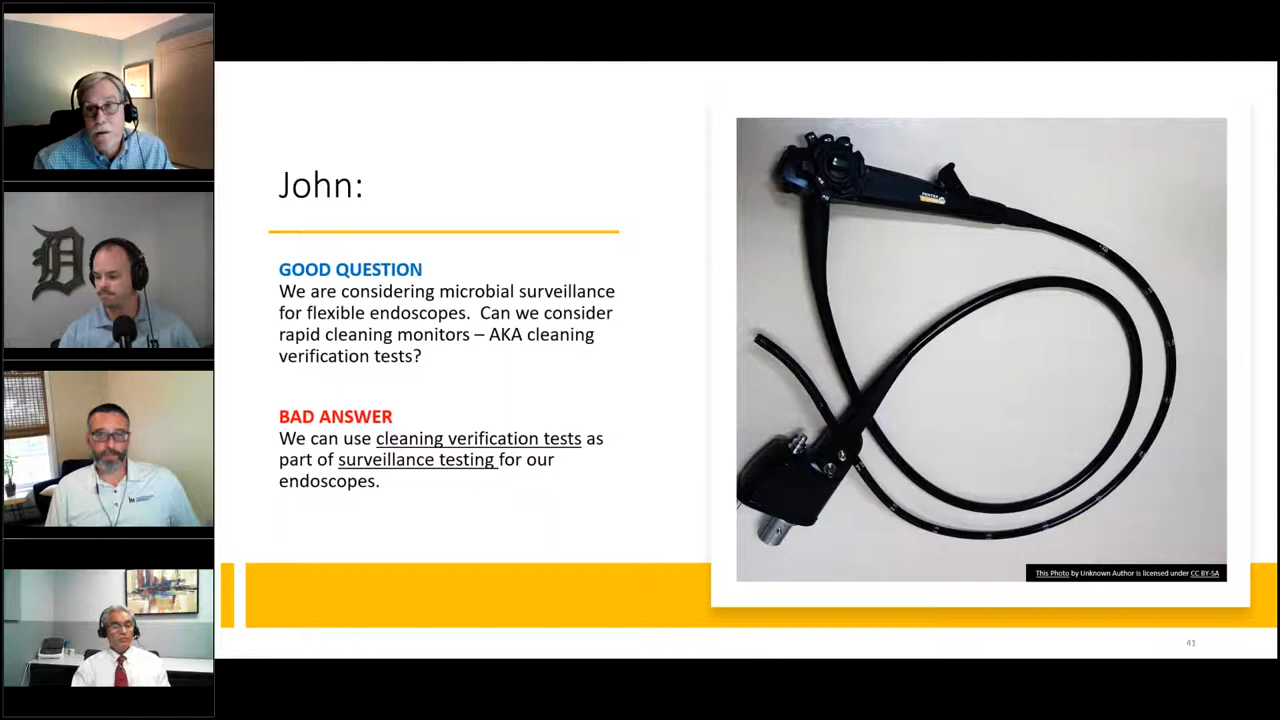 John:
GOOD QUESTION
We are considering microbial surveillance
for flexible endoscopes.  Can we consider
rapid cleaning monitors – AKA cleaning
verification tests?
BAD ANSWER
We can use cleaning verification tests as
part of surveillance testing for our
endoscopes.
PENTAX
This Photo by Unknown Author is licensed under CC BY-SA
41
D